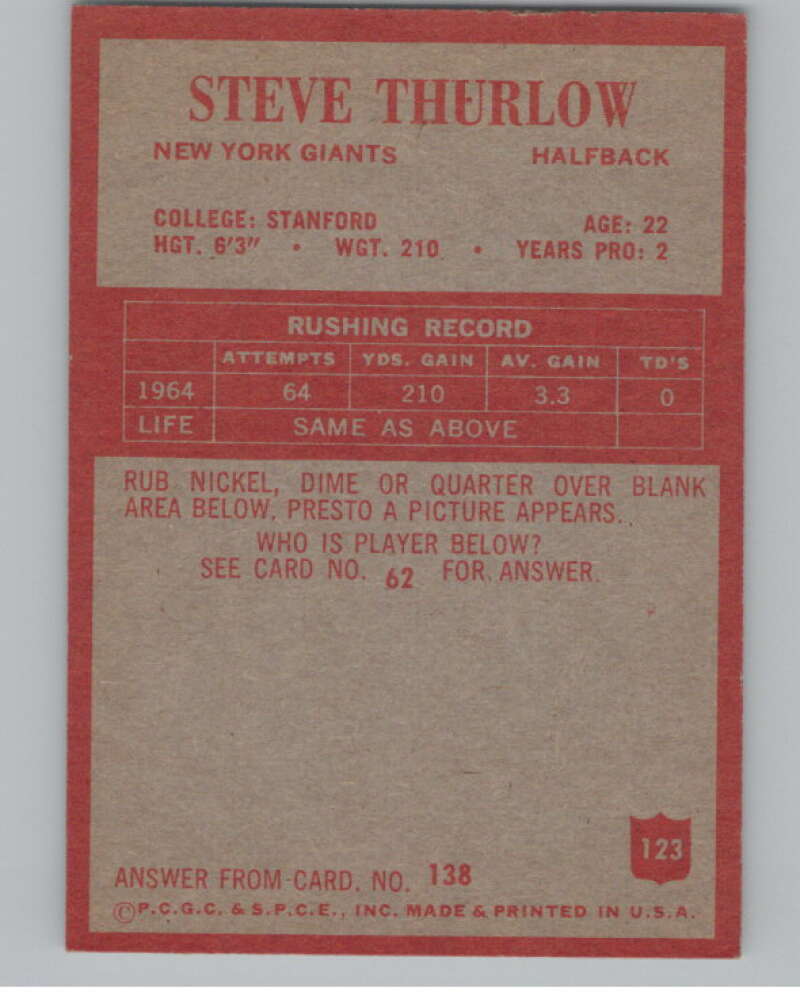 STEVE THURLOW
NEW YORK GIANTS HALFBACK
COLLEGE: STANFORD AGE: 22
HGT. 6'3" • WGT. 210 • YEARS PRO: 2
RUSHING RECORD
ATTEMPTS YDS. GAIN AV. GAIN TD'S
1964 64 210 3.3 0
LIFE SAME AS ABOVE
RUB NICKEL, DIME OR QUARTER OVER BLANK
AREA BELOW. PRESTO A PICTURE APPEARS.
WHO IS PLAYER BELOW?
SEE CARD NO. 62 FOR ANSWER.
123
ANSWER FROM CARD. NO. 138
©P.C.G.C. & S.P.C.E., INC. MADE & PRINTED IN U.S.A.